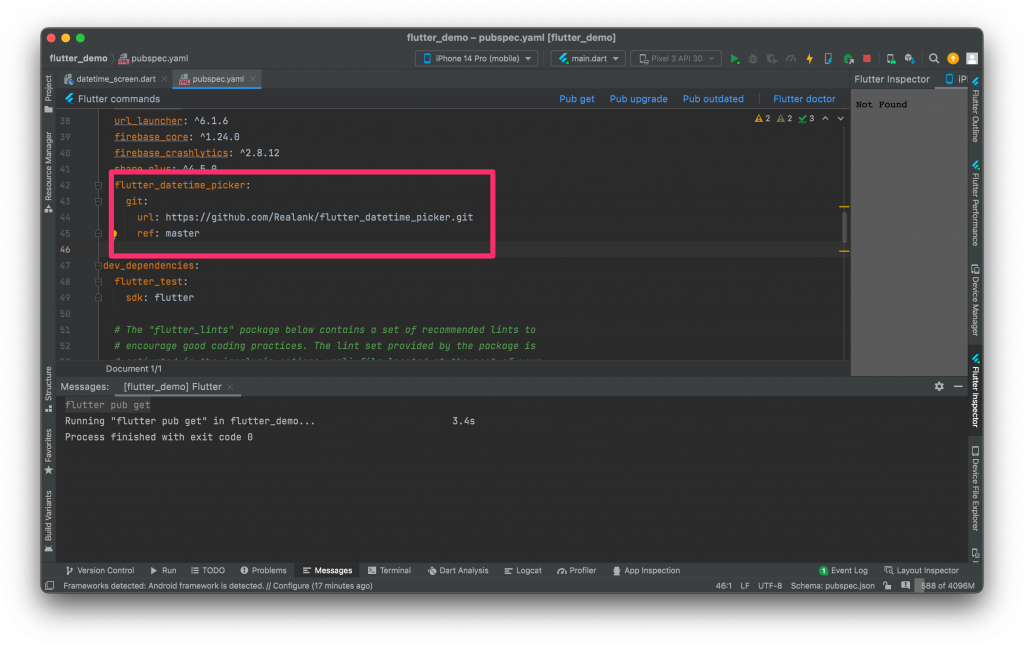 flutter_demo – pubspec.yaml [flutter_demo]
flutter_demo pubspec.yaml
iPhone 14 Pro (mobile) main.dart Pixel 3 API 30
datetime_screen.dart pubspec.yaml
Flutter Inspector
Flutter commands
Pub get Pub upgrade Pub outdated Flutter doctor
Not Found
2 2 3
38 url_launcher: ^6.1.6
39 firebase_core: ^1.24.0
40 firebase_crashlytics: ^2.8.12
41 share_plus: ^4.5.0
42 flutter_datetime_picker:
43 git:
44 url: https://github.com/Realank/flutter_datetime_picker.git
45 ref: master
46
47 dev_dependencies:
48 flutter_test:
49 sdk: flutter
50
51 # The "flutter_lints" package below contains a set of recommended lints to
52 # encourage good coding practices. The lint set provided by the package is
Document 1/1
Messages: [flutter_demo] Flutter
flutter pub get
Running "flutter pub get" in flutter_demo... 3.4s
Process finished with exit code 0
Project
Resource Manager
Structure
Favorites
Build Variants
Flutter Outline
Flutter Performance
Device Manager
Flutter Inspector
Device File Explorer
Version Control Run TODO Problems Messages Terminal Dart Analysis Logcat Profiler App Inspection
1 Event Log Layout Inspector
Frameworks detected: Android framework is detected. // Configure (17 minutes ago)
46:1 LF UTF-8 Schema: pubspec.json 588 of 4096M